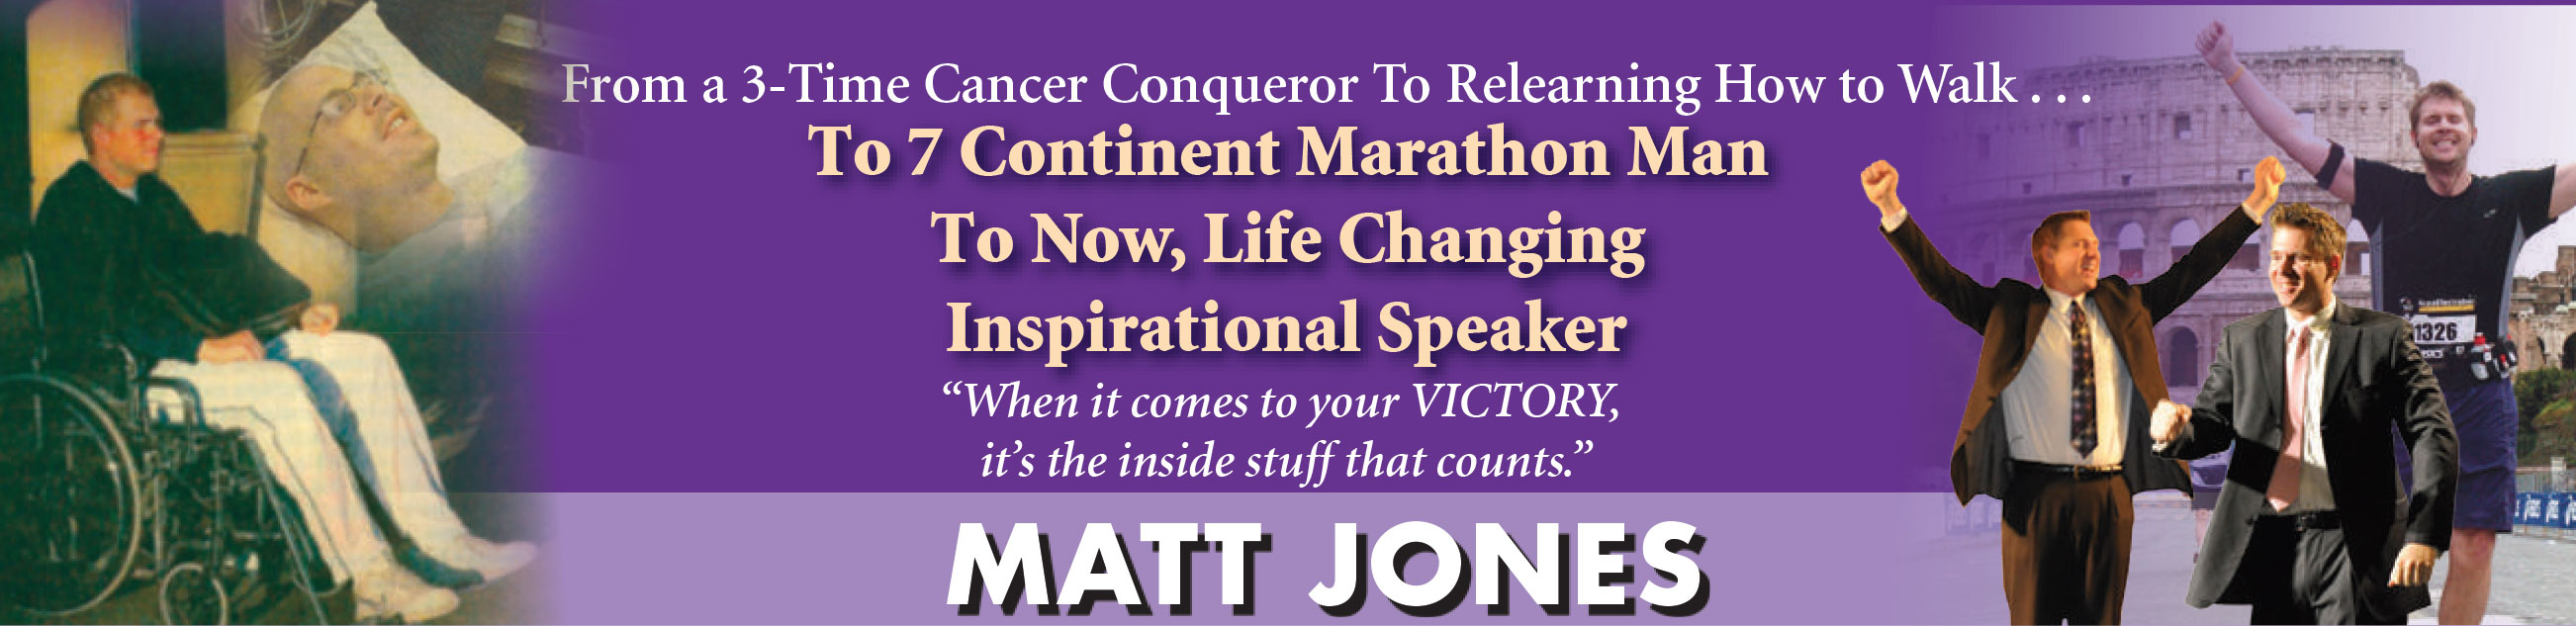 From a 3-Time Cancer Conqueror To Relearning How to Walk . . .
To 7 Continent Marathon Man
To Now, Life Changing
Inspirational Speaker
“When it comes to your VICTORY,
it’s the inside stuff that counts.”
MATT JONES
1326